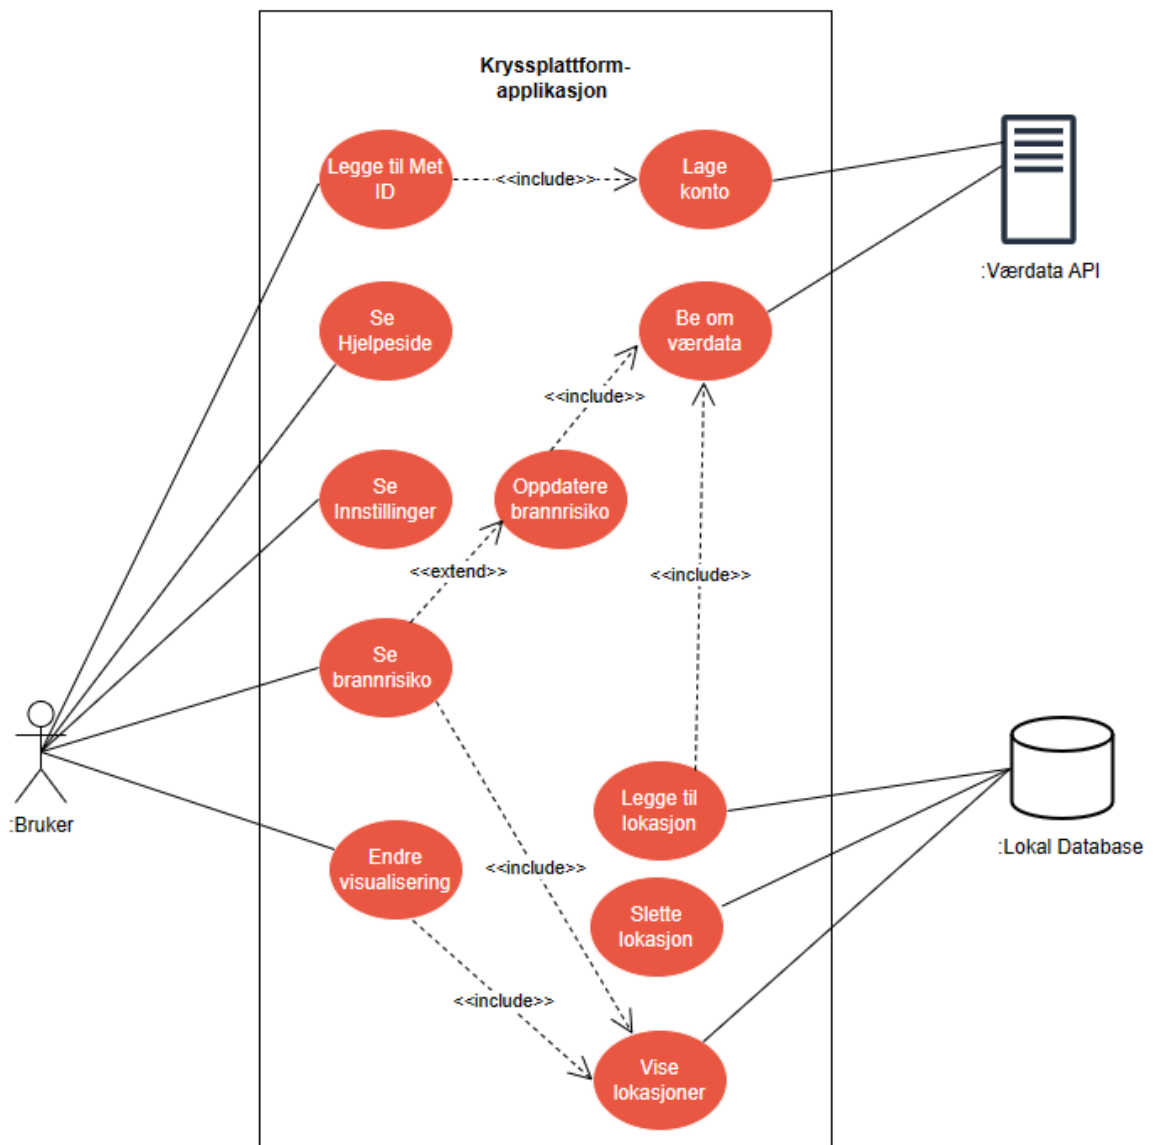 Kryssplattform-
applikasjon
Legge til Met
ID
<<include>>
Lage
konto
:Værdata API
Se
Hjelpeside
Be om
værdata
<<include>>
Se
Innstillinger
Oppdatere
brannrisiko
<<extend>>
<<include>>
Se
brannrisiko
:Bruker
Legge til
lokasjon
:Lokal Database
Endre
visualisering
<<include>>
Slette
lokasjon
<<include>>
Vise
lokasjoner